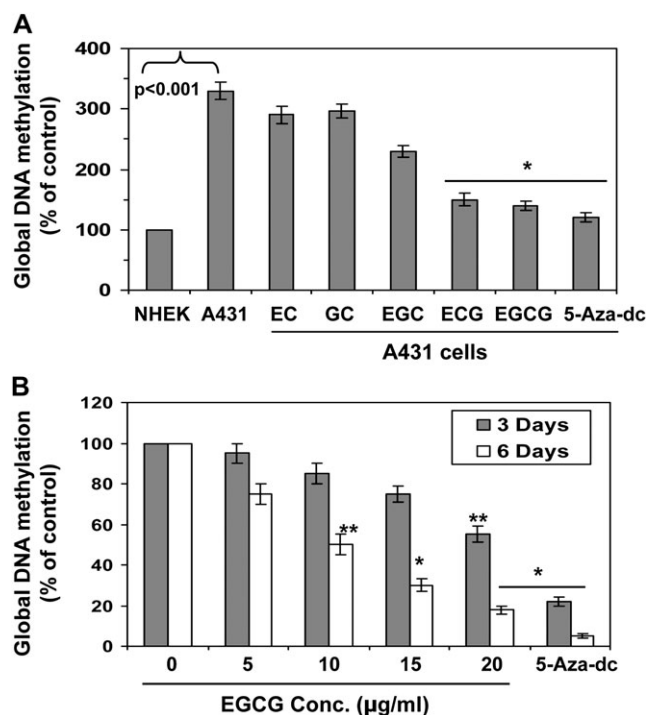 A
Global DNA methylation
(% of control)
400
300
200
100
0
p<0.001
*
NHEK A431 EC GC EGC ECG EGCG 5-Aza-dc
A431 cells
B
Global DNA methylation
(% of control)
120
100
80
60
40
20
0
3 Days
6 Days
**
*
**
*
0 5 10 15 20 5-Aza-dc
EGCG Conc. (µg/ml)